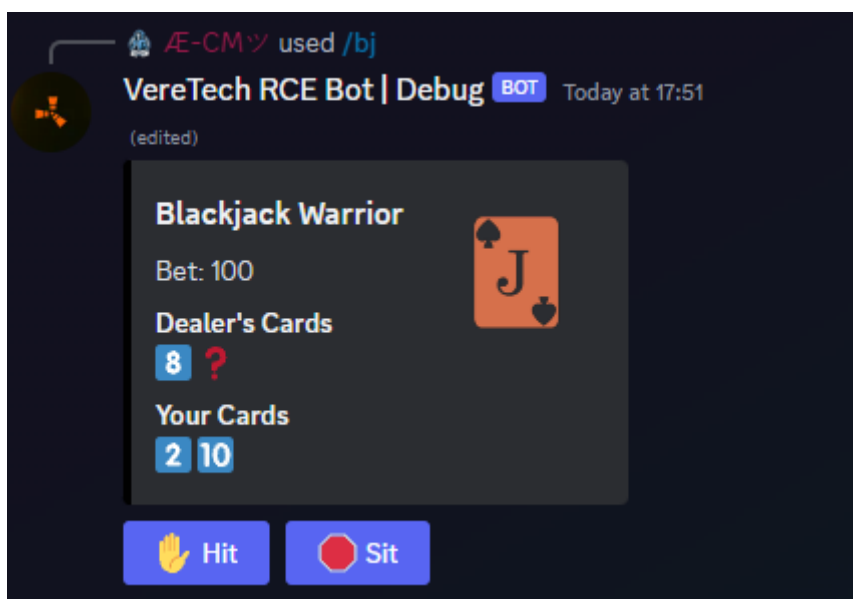 Æ-CMツ used /bj
VereTech RCE Bot | Debug BOT Today at 17:51
(edited)
Blackjack Warrior
J
Bet: 100
Dealer's Cards
8 ?
Your Cards
2 10
Hit Sit